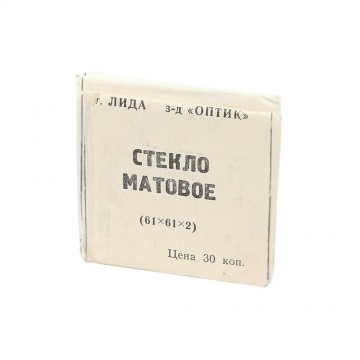 г. ЛИДА з-д «ОПТИК»
СТЕКЛО
МАТОВОЕ
(61×61×2)
Цена 30 коп.